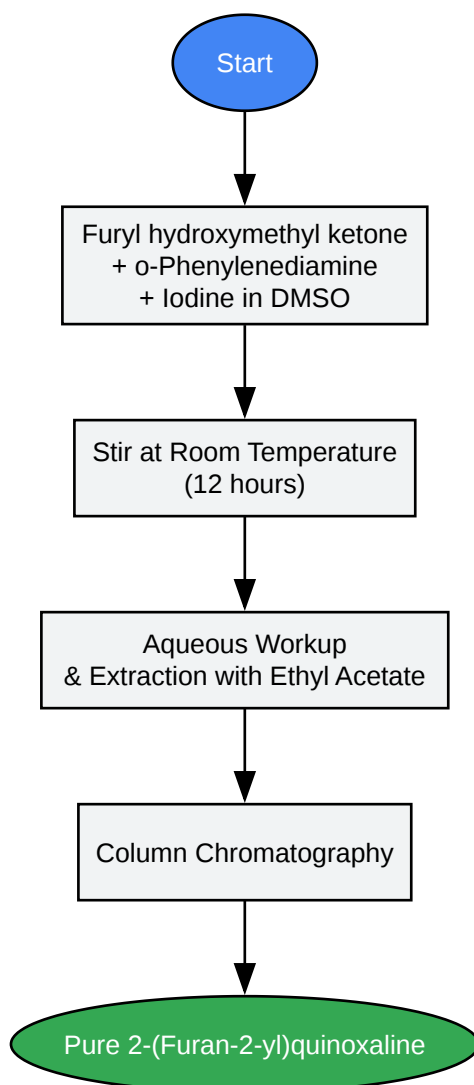 Start
Furyl hydroxymethyl ketone
+ o-Phenylenediamine
+ Iodine in DMSO
Stir at Room Temperature
(12 hours)
Aqueous Workup
& Extraction with Ethyl Acetate
Column Chromatography
Pure 2-(Furan-2-yl)quinoxaline